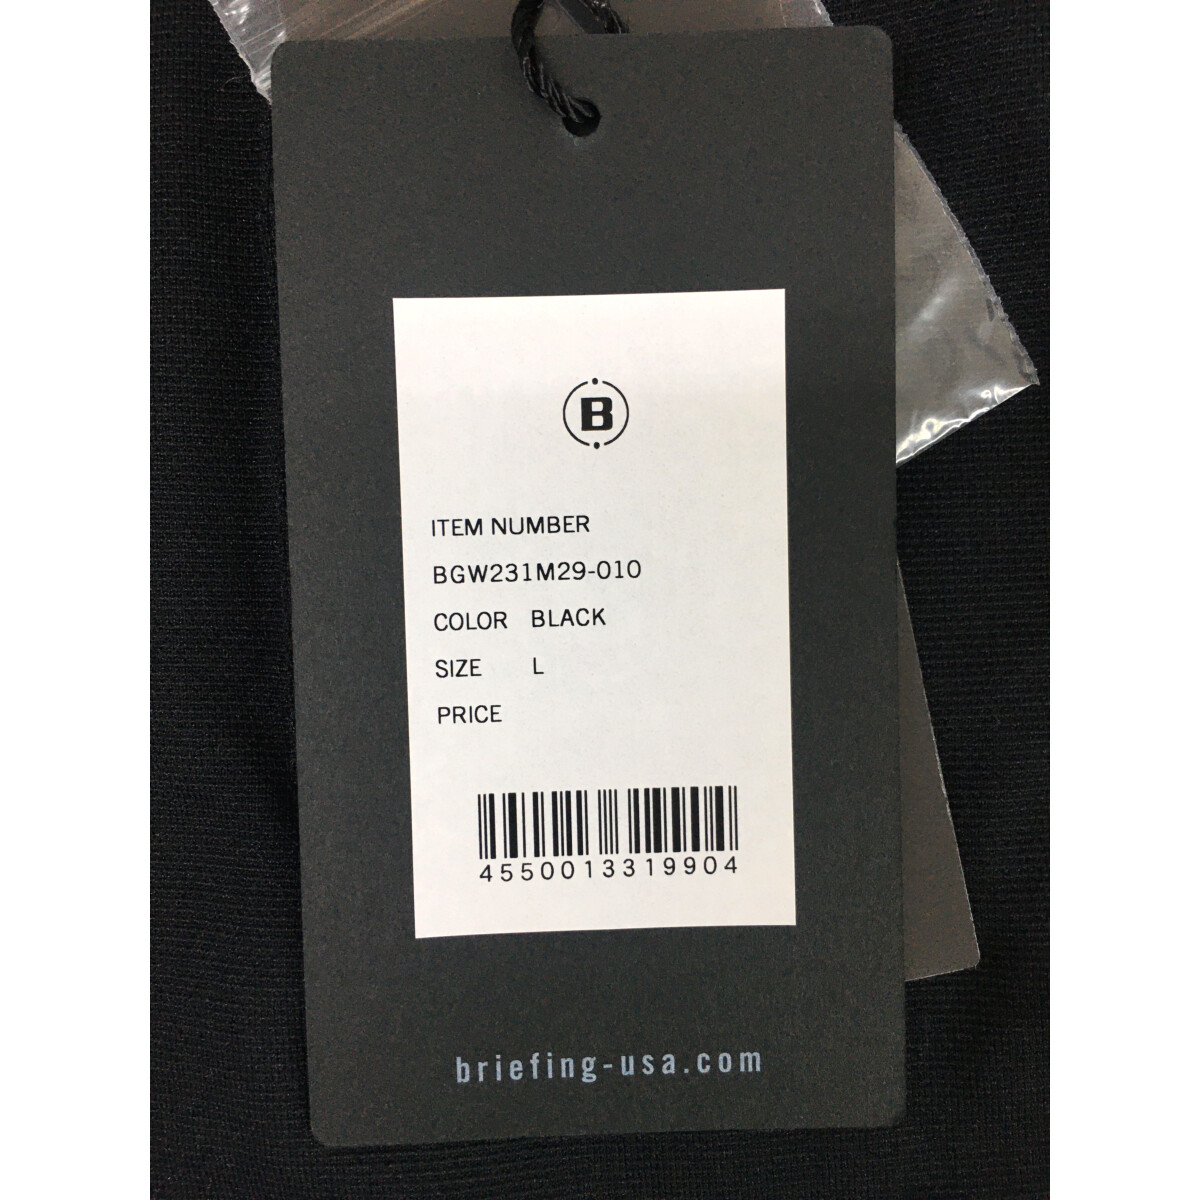 B
ITEM NUMBER
BGW231M29-010
COLOR BLACK
SIZE L
PRICE
4550013319904
briefing-usa.com